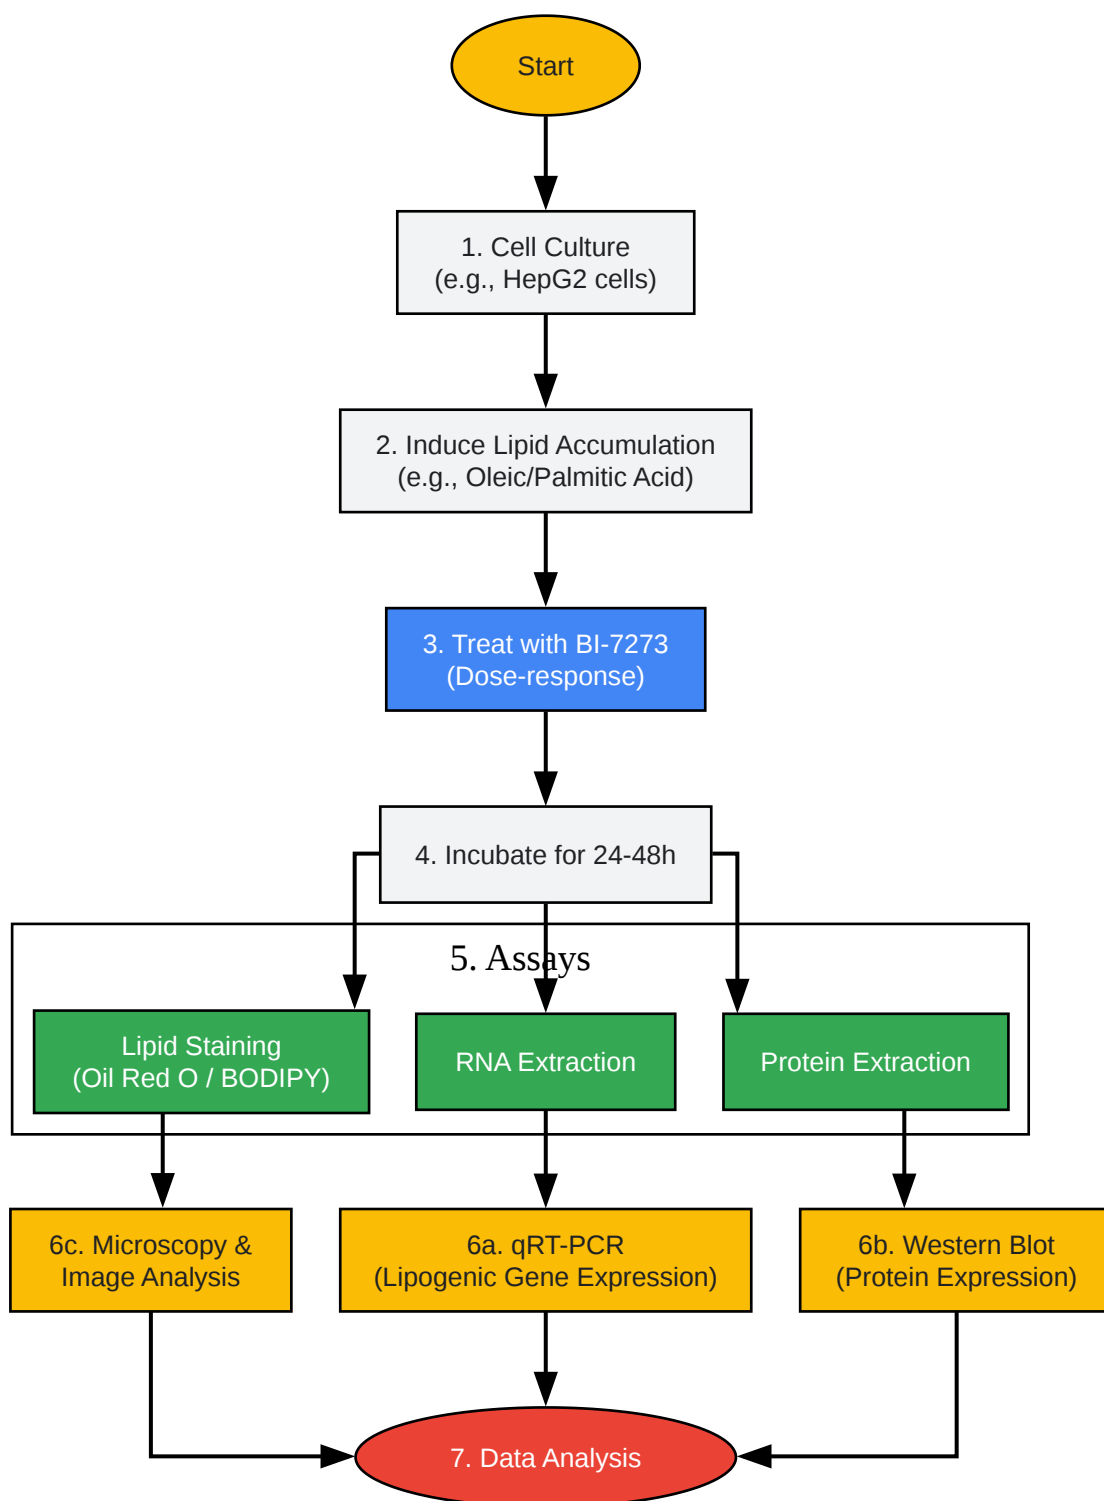 Start
1. Cell Culture
(e.g., HepG2 cells)
2. Induce Lipid Accumulation
(e.g., Oleic/Palmitic Acid)
3. Treat with BI-7273
(Dose-response)
4. Incubate for 24-48h
5. Assays
Lipid Staining
(Oil Red O / BODIPY)
RNA Extraction
Protein Extraction
6c. Microscopy &
Image Analysis
6a. qRT-PCR
(Lipogenic Gene Expression)
6b. Western Blot
(Protein Expression)
7. Data Analysis